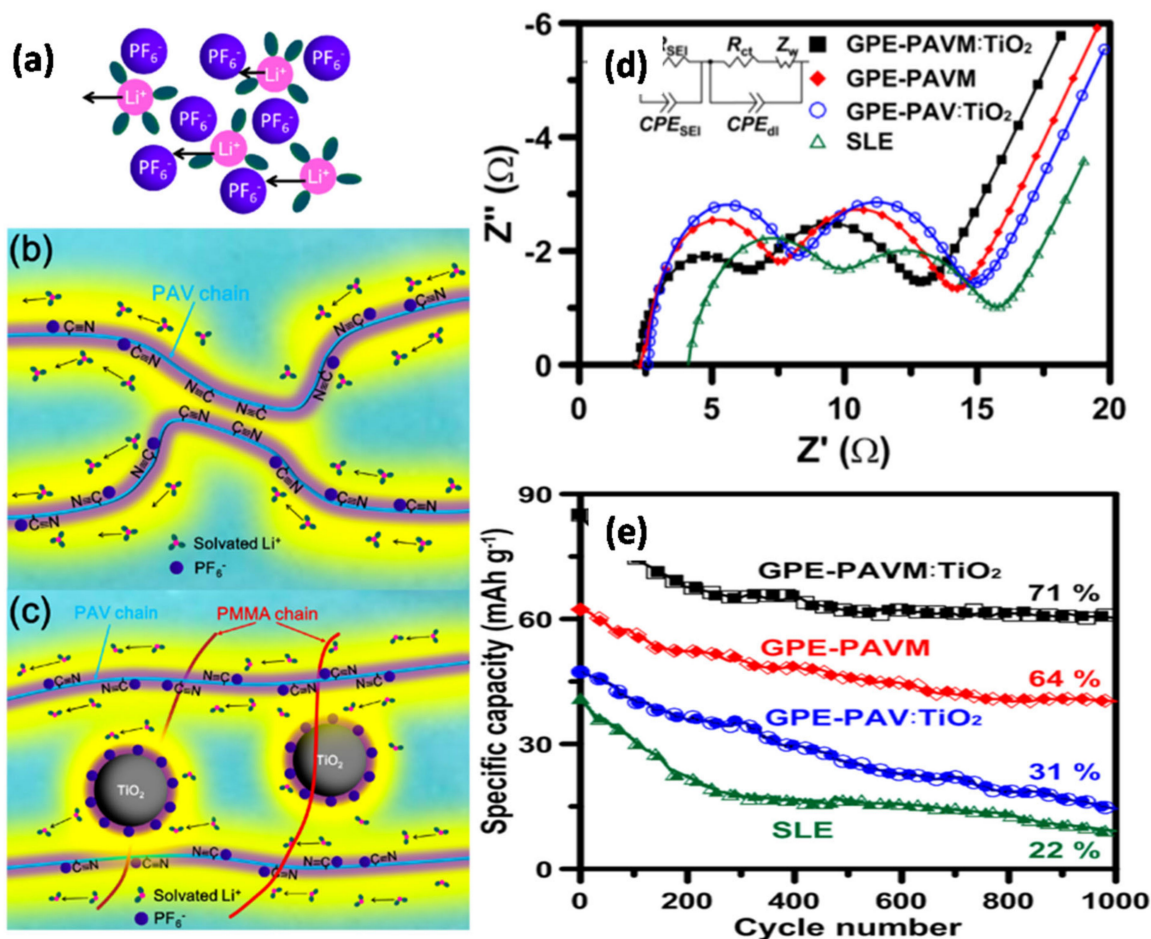 (a)
PF₆⁻
PF₆⁻
PF₆⁻
Li⁺
Li⁺
PF₆⁻
PF₆⁻
Li⁺
PF₆⁻
Li⁺
PF₆⁻
(b)
PAV chain
C≡N
N≡C
C≡N
C≡N
N≡C
N≡C
C≡N
C≡N
N≡C
C≡N
N≡C
C≡N
C≡N
C≡N
Solvated Li⁺
PF₆⁻
(c)
PAV chain
PMMA chain
C≡N
N≡C
C≡N
N≡C
C≡N
C≡N
N≡C
TiO₂
TiO₂
C≡N
C≡N
N≡C
C≡N
N≡C
C≡N
Solvated Li⁺
PF₆⁻
(d)
SEI
R_ct
Z_w
CPE_SEI
CPE_dl
GPE-PAVM:TiO₂
GPE-PAVM
GPE-PAV:TiO₂
SLE
-6
-4
-2
0
0 5 10 15 20
Z'' (Ω)
Z' (Ω)
(e)
GPE-PAVM:TiO₂
71 %
GPE-PAVM
64 %
GPE-PAV:TiO₂
31 %
SLE
22 %
90
60
30
0
0 200 400 600 800 1000
Specific capacity (mAh g⁻¹)
Cycle number